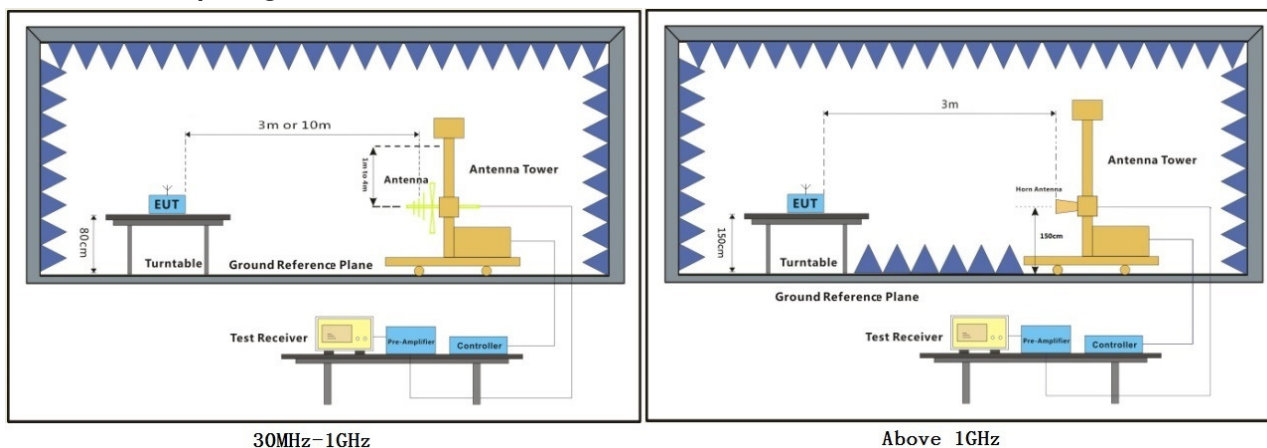 3m or 10m
1m to 4m
Antenna
Antenna Tower
EUT
80cm
Turntable
Ground Reference Plane
Test Receiver
Pre-Amplifier
Controller
30MHz-1GHz
3m
Antenna Tower
Horn Antenna
EUT
150cm
150cm
Turntable
Ground Reference Plane
Test Receiver
Pre-Amplifier
Controller
Above 1GHz